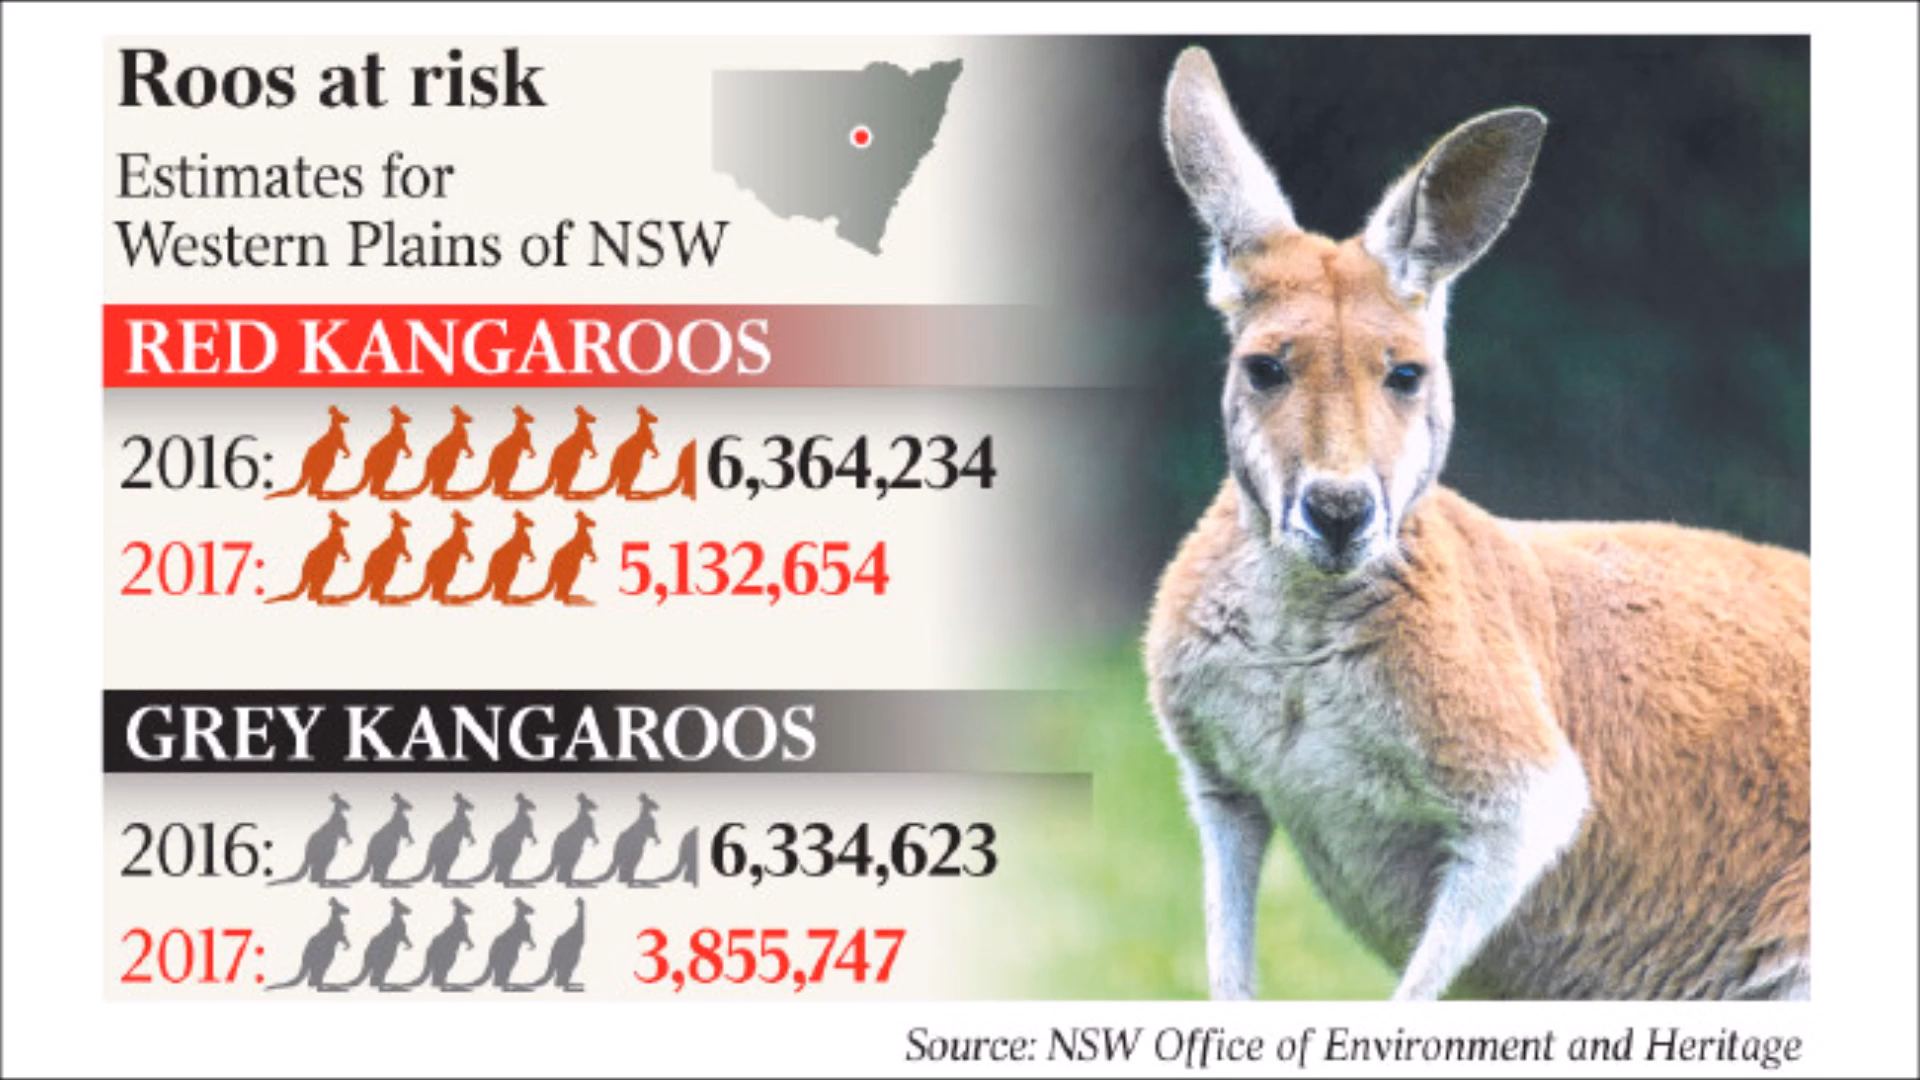 Roos at risk
Estimates for
Western Plains of NSW
RED KANGAROOS
2016: 6,364,234
2017: 5,132,654
GREY KANGAROOS
2016: 6,334,623
2017: 3,855,747
Source: NSW Office of Environment and Heritage